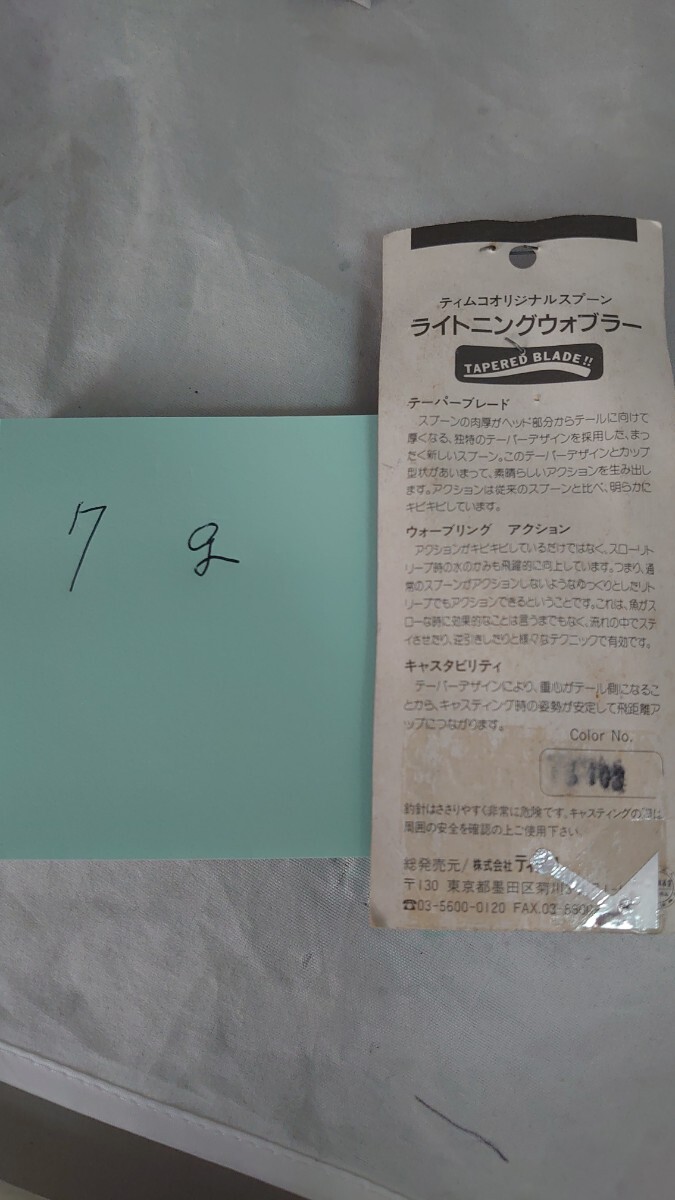 7 g
ティムコオリジナルスプーン
ライトニングウォブラー
TAPERED BLADE!!
テーパーブレード
スプーンの肉厚がヘッド部分からテールに向けて
厚くなる、独特のテーパーデザインを採用した、まっ
たく新しいスプーン。このテーパーデザインとカップ
型状があいまって、素晴らしいアクションを生み出し
ます。アクションは従来のスプーンと比べ、明らかに
キビキビしています。
ウォーブリング アクション
アクションがキビキビしているだけではなく、スローリト
リーブ時の水のかみも飛躍的に向上しています。つまり、通
常のスプーンがアクションしないようなゆっくりとしたリト
リーブでもアクションできるということです。これは、魚がス
ローな時に効果的なことは言うまでもなく、流れの中でステ
イさせたり、逆引きしたりと様々なテクニックで有効です。
キャスタビリティ
テーパーデザインにより、重心がテール側になるこ
とから、キャスティング時の姿勢が安定して飛距離ア
ップにつながります。
Color No.
釣針はささりやすく非常に危険です。キャスティングの際は
周囲の安全を確認の上ご使用下さい。
総発売元/株式会社
〒130 東京都墨田区菊川
☎03-5600-0120 FAX.03